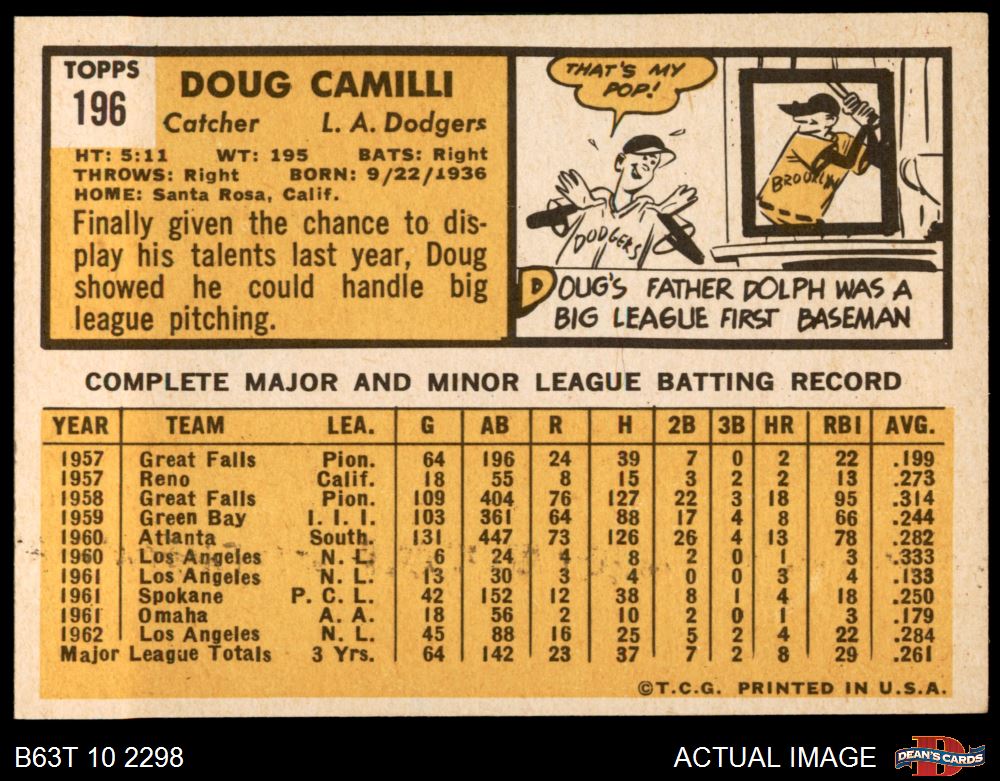 TOPPS
196
DOUG CAMILLI
Catcher L. A. Dodgers
HT: 5:11 WT: 195 BATS: Right
THROWS: Right BORN: 9/22/1936
HOME: Santa Rosa, Calif.
Finally given the chance to dis-
play his talents last year, Doug
showed he could handle big
league pitching.
THAT'S MY
POP!
DODGERS
BROOKLYN
DOUG'S FATHER DOLPH WAS A
BIG LEAGUE FIRST BASEMAN
COMPLETE MAJOR AND MINOR LEAGUE BATTING RECORD
YEAR TEAM LEA. G AB R H 2B 3B HR RBI AVG.
1957 Great Falls Pion. 64 196 24 39 7 0 2 22 .199
1957 Reno Calif. 18 55 8 15 3 2 2 13 .273
1958 Great Falls Pion. 109 404 76 127 22 3 18 95 .314
1959 Green Bay I. I. I. 103 361 64 88 17 4 8 66 .244
1960 Atlanta South. 131 447 73 126 26 4 13 78 .282
1960 Los Angeles N. L. 6 24 4 8 2 0 1 3 .333
1961 Los Angeles N. L. 13 30 3 4 0 0 3 4 .133
1961 Spokane P. C. L. 42 152 12 38 8 1 4 18 .250
1961 Omaha A. A. 18 56 2 10 2 0 1 3 .179
1962 Los Angeles N. L. 45 88 16 25 5 2 4 22 .284
Major League Totals 3 Yrs. 64 142 23 37 7 2 8 29 .261
©T.C.G. PRINTED IN U.S.A.
B63T 10 2298 ACTUAL IMAGE
D
DEAN'S CARDS